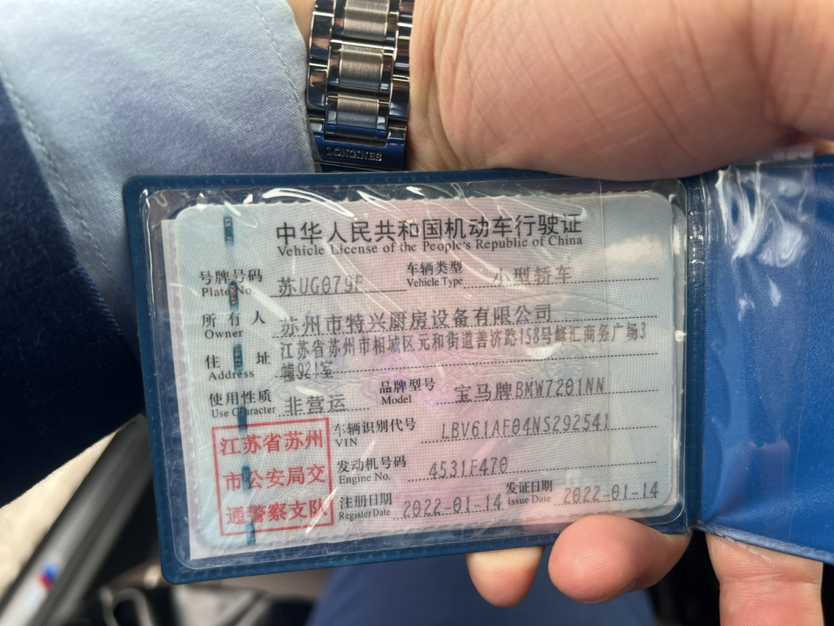 LONGINES
中华人民共和国机动车行驶证
Vehicle License of the People's Republic of China
号牌号码 苏UG079F 车辆类型 小型轿车
Plate No. Vehicle Type
所有人 苏州市特兴厨房设备有限公司
Owner
住址 江苏省苏州市相城区元和街道善济路158号蜂汇商务广场3
Address 幢921室
使用性质 非营运 品牌型号 宝马牌BMW7201NN
Use Character Model
江苏省苏州
市公安局交
通警察支队
车辆识别代号 LBV61AF04NS292541
VIN
发动机号码 4531F470
Engine No.
注册日期 2022-01-14 发证日期 2022-01-14
Register Date Issue Date